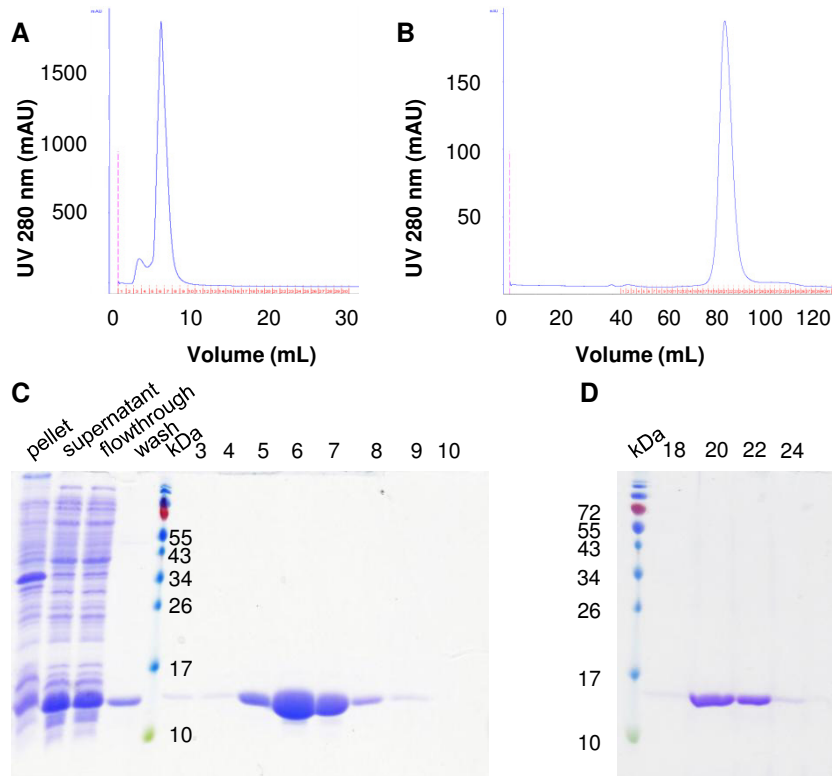 A
UV 280 nm (mAU)
1500
1000
500
0 10 20 30
Volume (mL)
B
UV 280 nm (mAU)
150
100
50
0 20 40 60 80 100 120
Volume (mL)
C
pellet
supernatant
flowthrough
wash
kDa 3 4 5 6 7 8 9 10
55
43
34
26
17
10
D
kDa 18 20 22 24
72
55
43
34
26
17
10